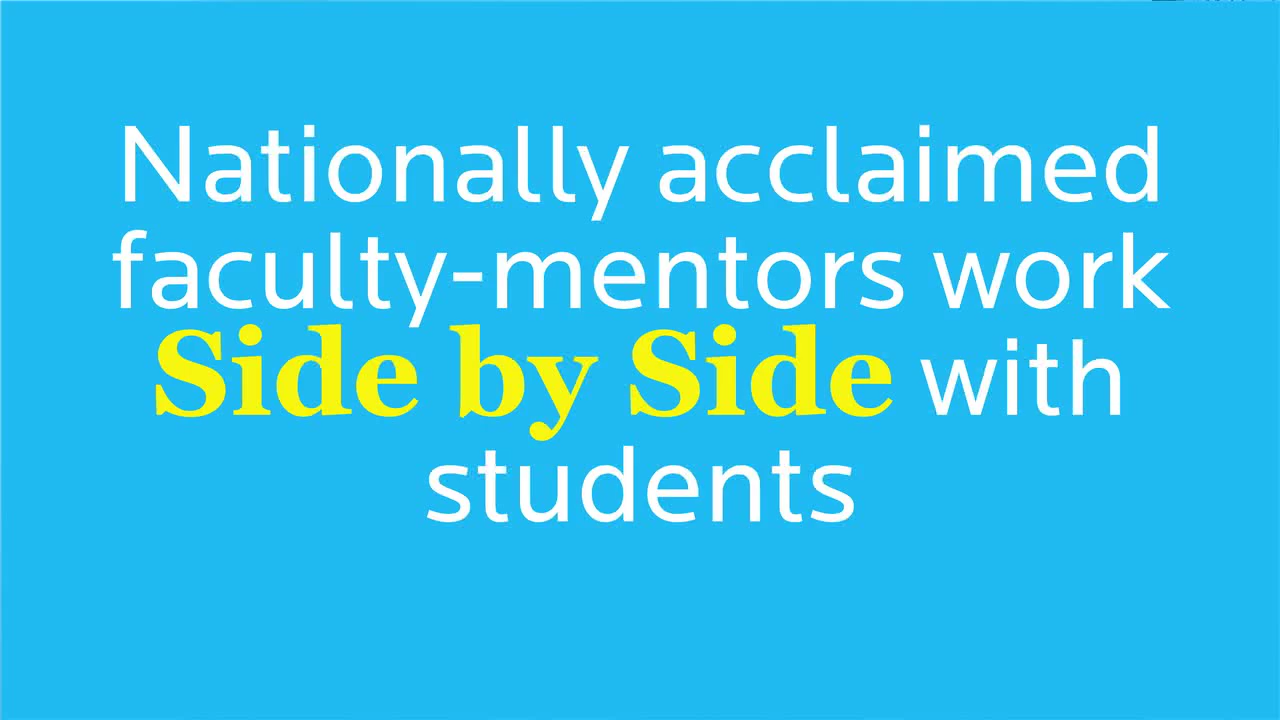 Nationally acclaimed
faculty-mentors work
Side by Side with
students